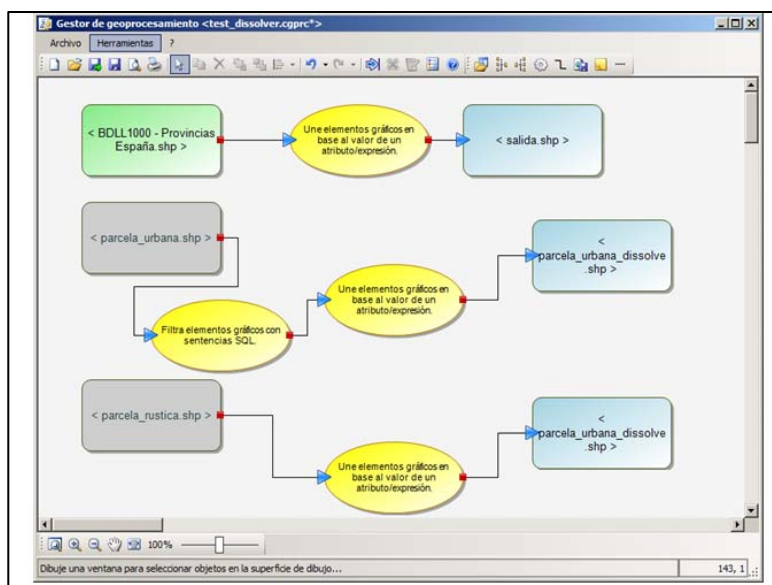 Gestor de geoprocesamiento <test_dissolver.cgprc*>
Archivo Herramientas ?
< BDLL1000 - Provincias
España.shp >
Une elementos gráficos en
base al valor de un
atributo/expresión.
< salida.shp >
< parcela_urbana.shp >
Filtra elementos gráficos con
sentencias SQL.
Une elementos gráficos en
base al valor de un
atributo/expresión.
<
parcela_urbana_dissolve
.shp >
< parcela_rustica.shp >
Une elementos gráficos en
base al valor de un
atributo/expresión.
<
parcela_urbana_dissolve
.shp >
100%
Dibuje una ventana para seleccionar objetos en la superficie de dibujo...
143, 1